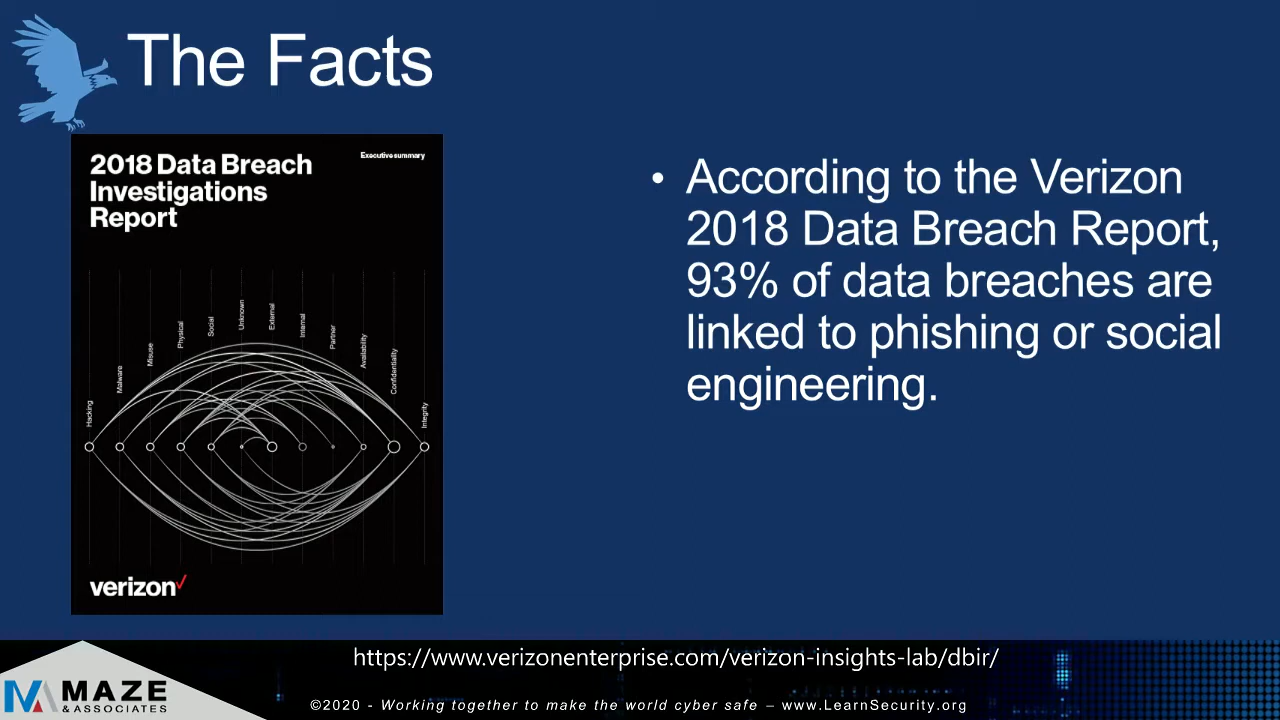 The Facts
2018 Data Breach
Investigations
Report
Executive summary
Hacking
Malware
Misuse
Physical
Social
Unknown
External
Internal
Partner
Availability
Confidentiality
Integrity
verizon
• According to the Verizon
2018 Data Breach Report,
93% of data breaches are
linked to phishing or social
engineering.
https://www.verizonenterprise.com/verizon-insights-lab/dbir/
MAZE
& ASSOCIATES
©2020 - Working together to make the world cyber safe – www.LearnSecurity.org